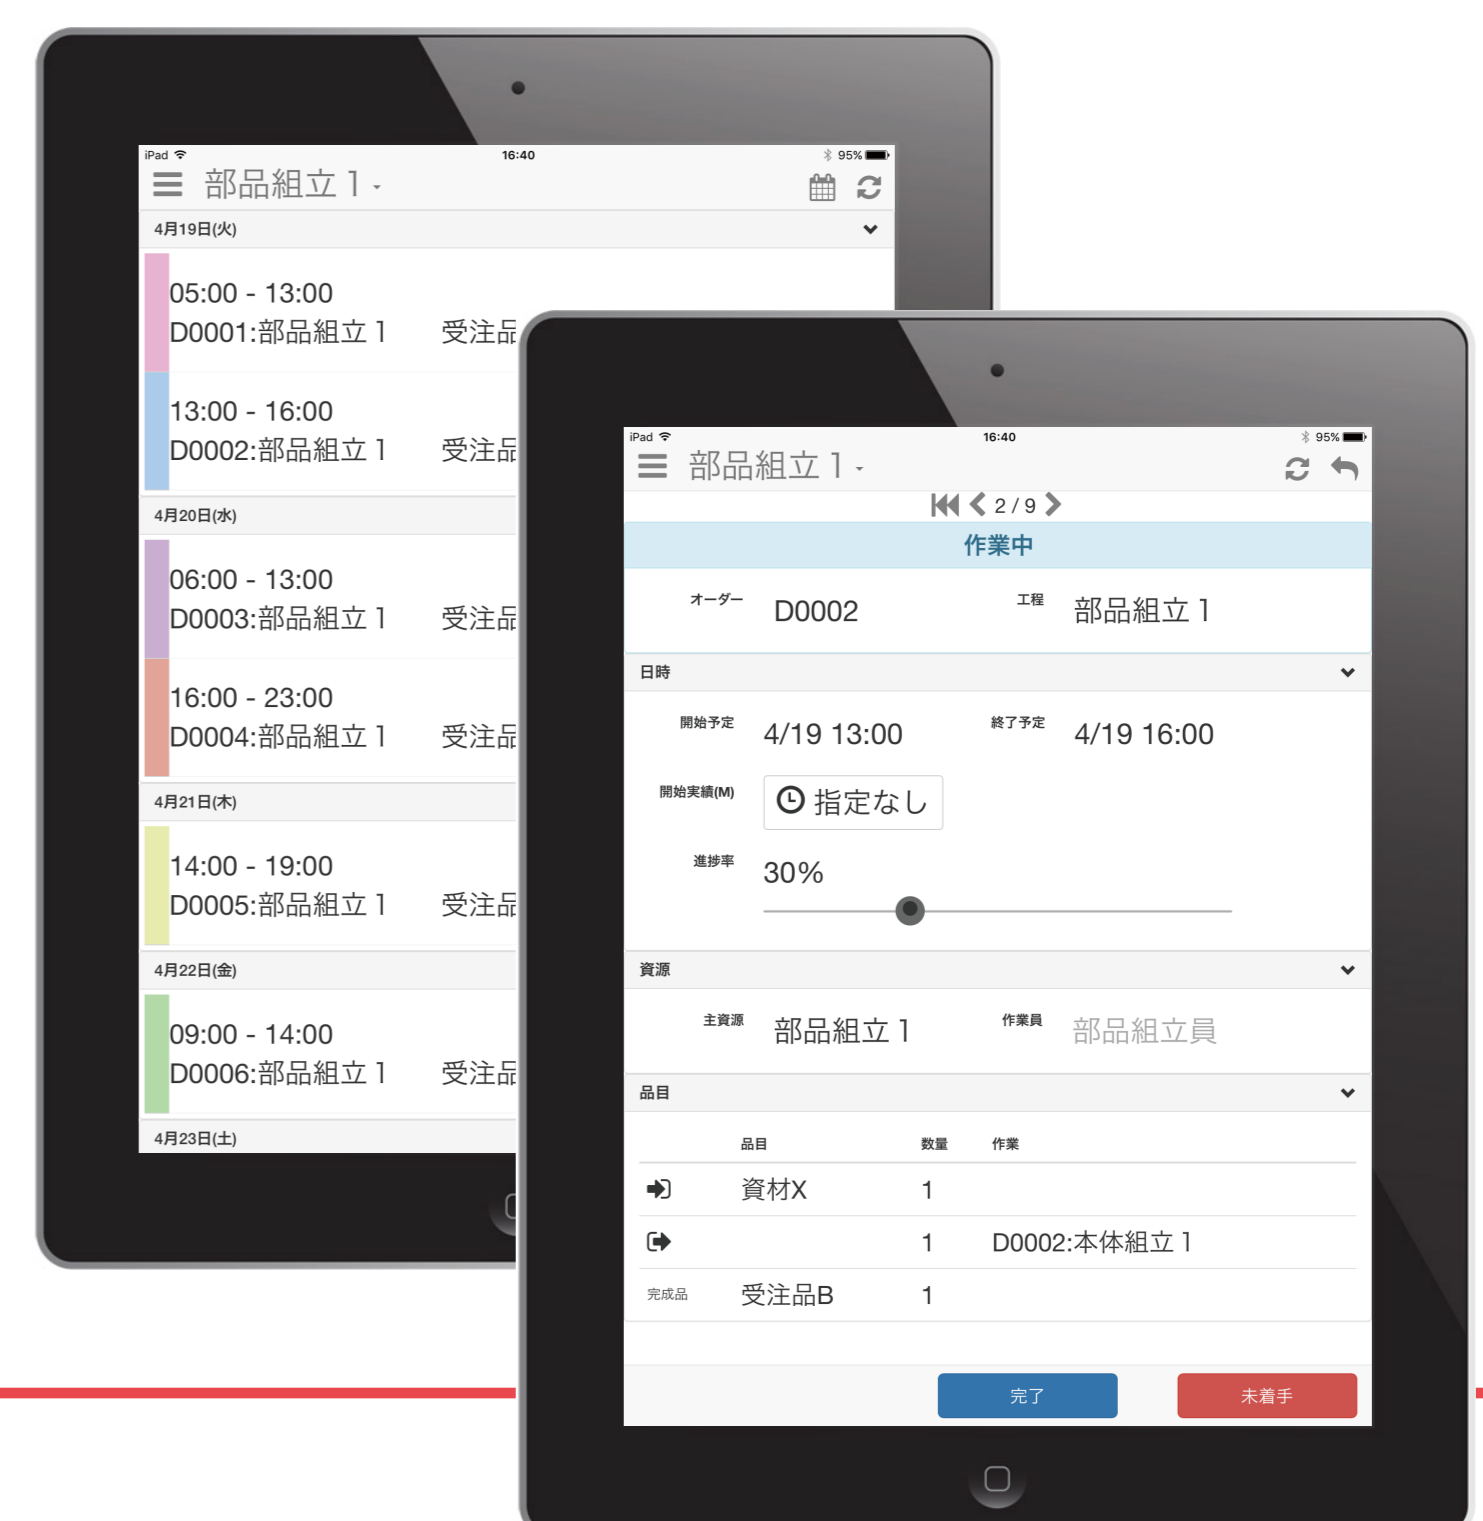 iPad 16:40 95%
部品組立１
4月19日(火)
05:00 - 13:00
D0001:部品組立１ 受注品
13:00 - 16:00
D0002:部品組立１ 受注品
4月20日(水)
06:00 - 13:00
D0003:部品組立１ 受注品
16:00 - 23:00
D0004:部品組立１ 受注品
4月21日(木)
14:00 - 19:00
D0005:部品組立１ 受注品
4月22日(金)
09:00 - 14:00
D0006:部品組立１ 受注品
4月23日(土)
iPad 16:40 95%
部品組立１
2 / 9
作業中
オーダー D0002 工程 部品組立１
日時
開始予定 4/19 13:00 終了予定 4/19 16:00
開始実績(M) 指定なし
進捗率 30%
資源
主資源 部品組立１ 作業員 部品組立員
品目
品目 数量 作業
資材X 1
1 D0002:本体組立１
完成品 受注品B 1
完了 未着手